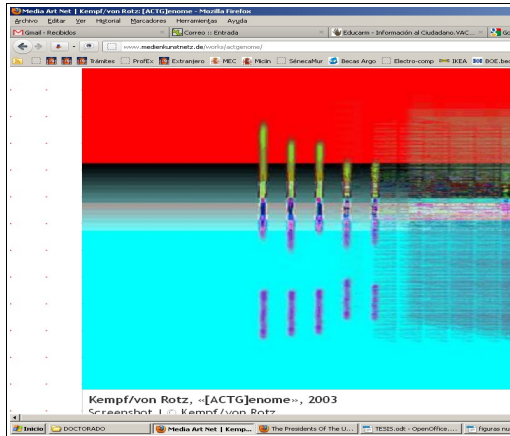 Media Art Net | Kempf/von Rotz: [ACTG]enome - Mozilla Firefox
Archivo Editar Ver Historial Marcadores Herramientas Ayuda
Gmail - Recibidos Correo :: Entrada Educarm - Información al Ciudadano.VAC... Go
www.medienkunstnetz.de/works/actgenome/
Trámites ProfEx Extranjero MEC Micin SénecaMur Becas Argo Electro-comp IKEA BOE.bec
Kempf/von Rotz, «[ACTG]enome», 2003
Screenshot | © Kempf/von Rotz
Inicio DOCTORADO Media Art Net | Kemp... The Presidents Of The U... TESIS.odt - OpenOffice.... figuras nu